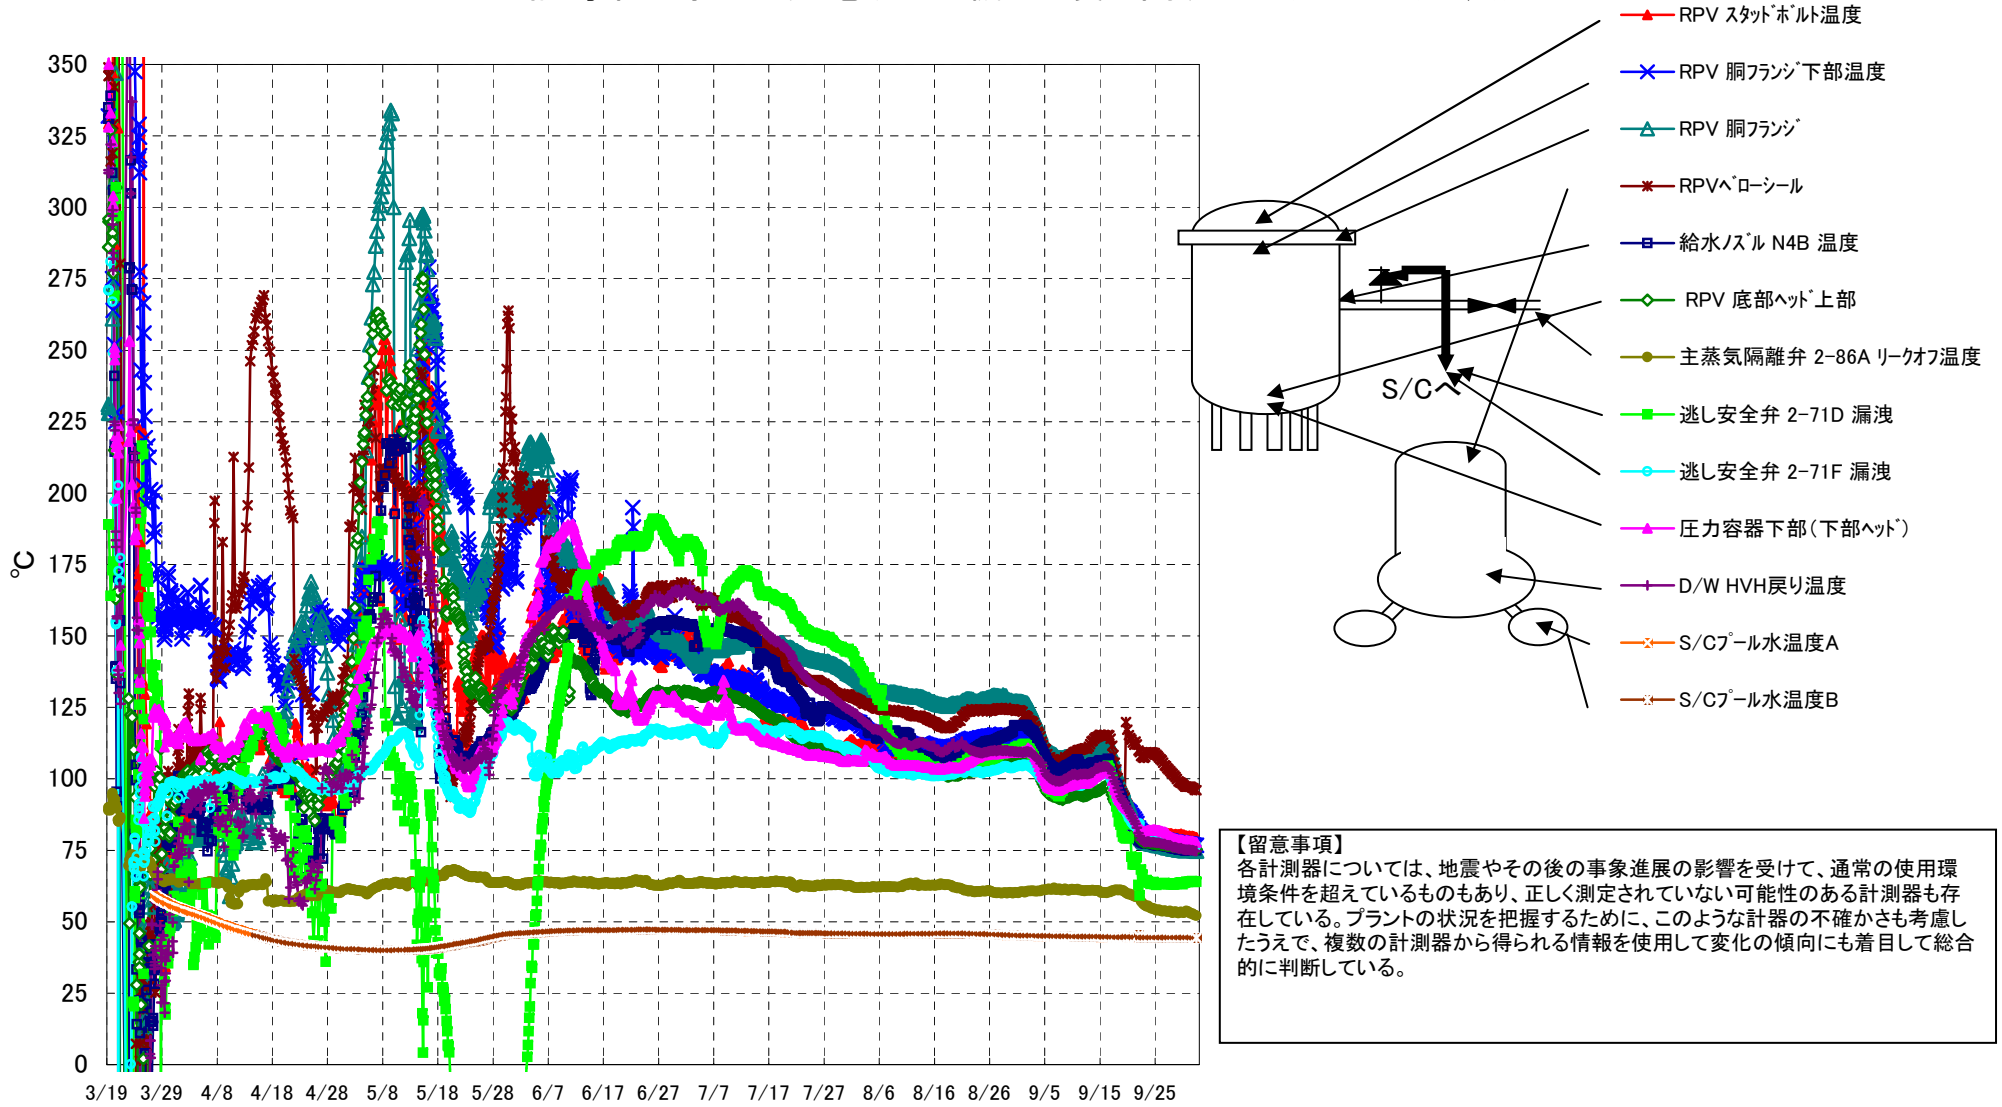 RPV スタッドボルト温度
RPV 胴フランジ下部温度
RPV 胴フランジ
RPVベローシール
給水ノズル N4B 温度
RPV 底部ヘッド上部
主蒸気隔離弁 2-86A リークオフ温度
逃し安全弁 2-71D 漏洩
逃し安全弁 2-71F 漏洩
圧力容器下部(下部ヘッド)
D/W HVH戻り温度
S/Cプール水温度A
S/Cプール水温度B
S/Cへ
℃
350
325
300
275
250
225
200
175
150
125
100
75
50
25
0
3/19 3/29 4/8 4/18 4/28 5/8 5/18 5/28 6/7 6/17 6/27 7/7 7/17 7/27 8/6 8/16 8/26 9/5 9/15 9/25
【留意事項】
各計測器については、地震やその後の事象進展の影響を受けて、通常の使用環
境条件を超えているものもあり、正しく測定されていない可能性のある計測器も存
在している。プラントの状況を把握するために、このような計器の不確かさも考慮し
たうえで、複数の計測器から得られる情報を使用して変化の傾向にも着目して総合
的に判断している。